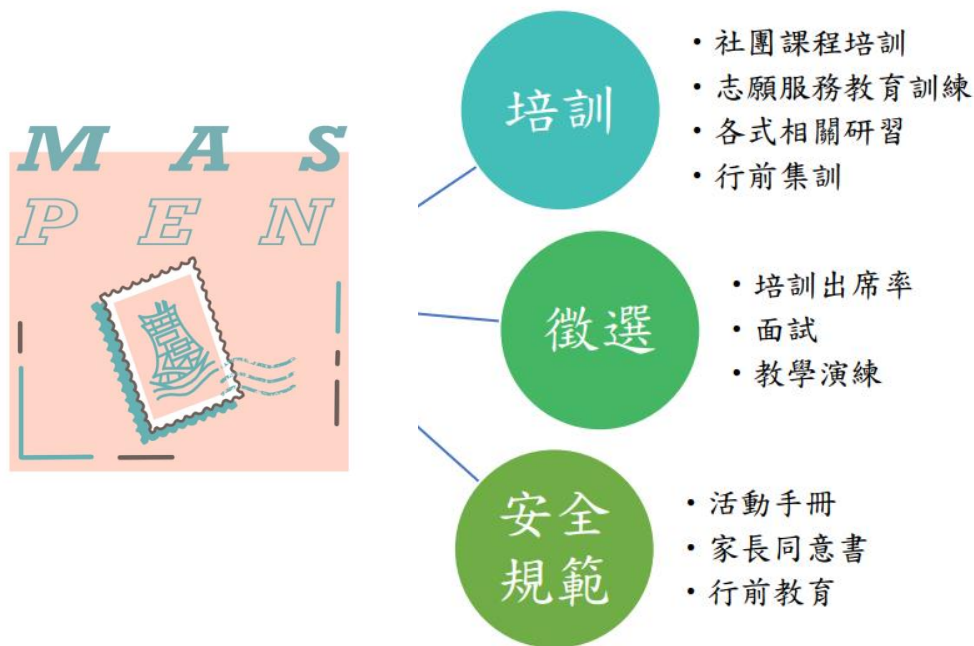 MAS
PEN
培訓
・社團課程培訓
・志願服務教育訓練
・各式相關研習
・行前集訓
徵選
・培訓出席率
・面試
・教學演練
安全
規範
・活動手冊
・家長同意書
・行前教育